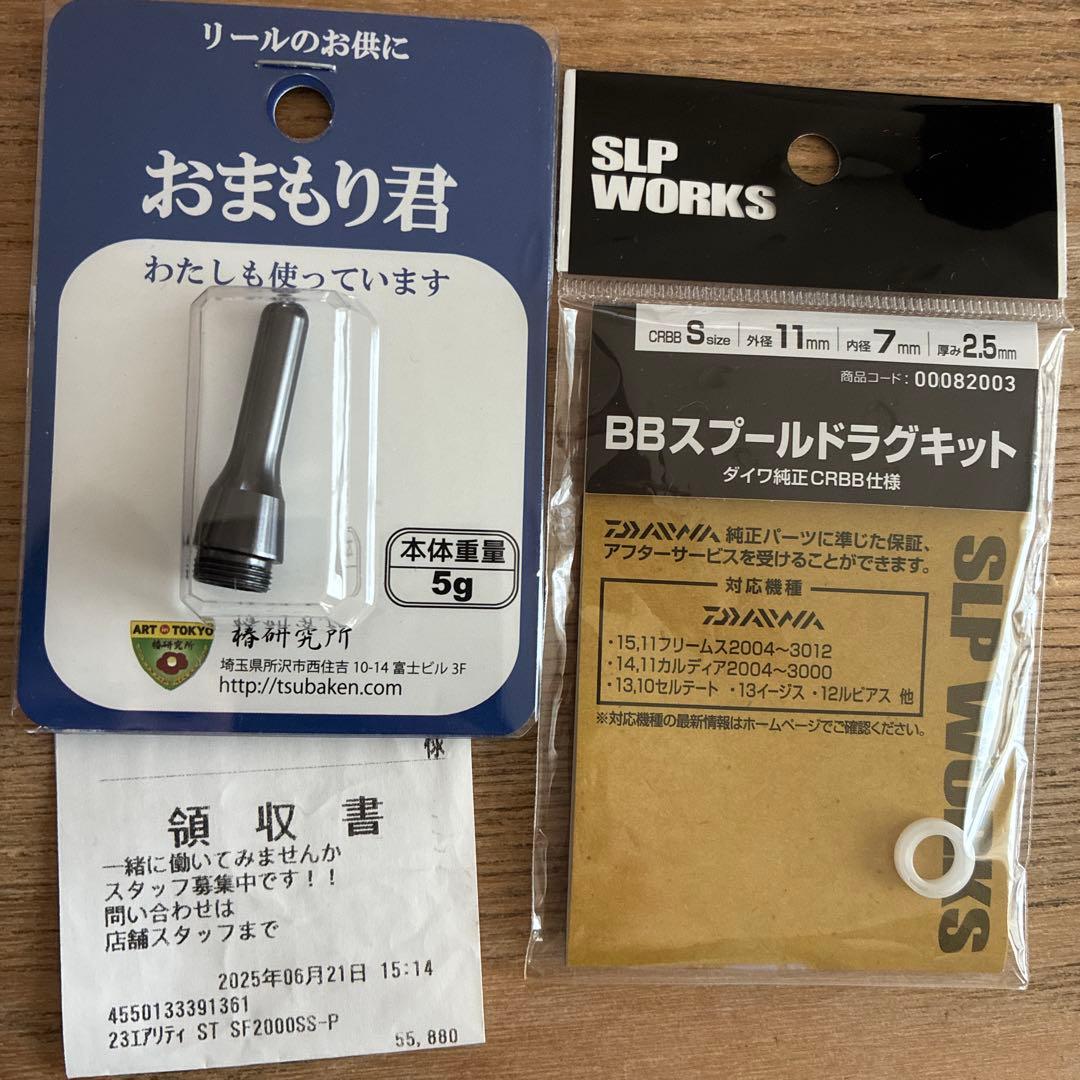 リールのお供に
おまもり君
わたしも使っています
本体重量
5g
ART in TOKYO
椿研究所
椿研究所
埼玉県所沢市西住吉 10-14 富士ビル 3F
http://tsubaken.com
様
領収書
一緒に働いてみませんか
スタッフ募集中です！！
問い合わせは
店舗スタッフまで
2025年06月21日 15:14
4550133391361
23エアリティ ST SF2000SS-P
55,880
SLP
WORKS
CRBB S size 外径 11mm 内径 7mm 厚み 2.5mm
商品コード：00082003
BBスプールドラグキット
ダイワ純正CRBB仕様
DAIWA 純正パーツに準じた保証、
アフターサービスを受けることができます。
対応機種
DAIWA
・15,11フリームス2004～3012
・14,11カルディア2004～3000
・13,10セルテート ・13イージス ・12ルビアス 他
※対応機種の最新情報はホームページでご確認ください。
SLP WORKS